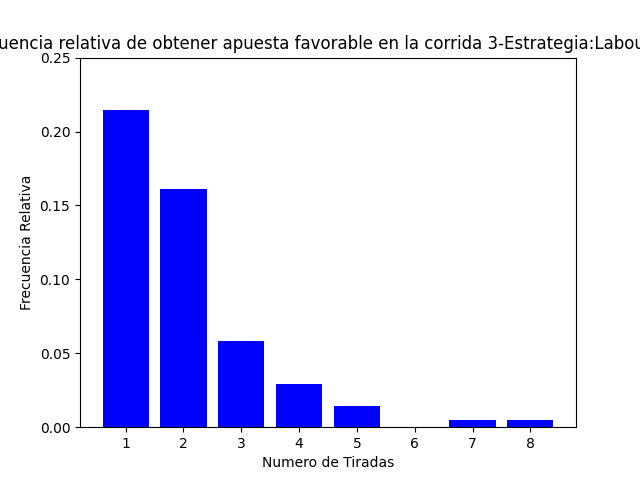 uencia relativa de obtener apuesta favorable en la corrida 3-Estrategia:Labou
0.25
0.20
0.15
0.10
0.05
0.00
Frecuencia Relativa
1 2 3 4 5 6 7 8
Numero de Tiradas